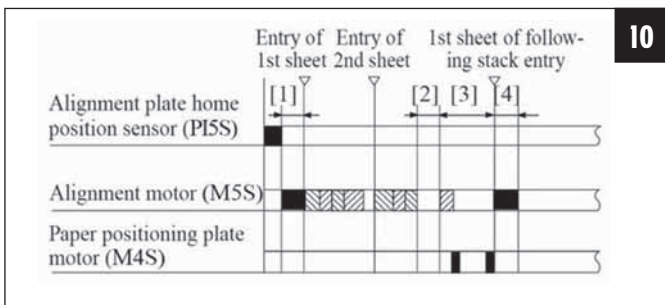 10
Entry of Entry of 1st sheet of follow-
1st sheet 2nd sheet ing stack entry
[1] [2] [3] [4]
Alignment plate home
position sensor (PI5S)
Alignment motor (M5S)
Paper positioning plate
motor (M4S)